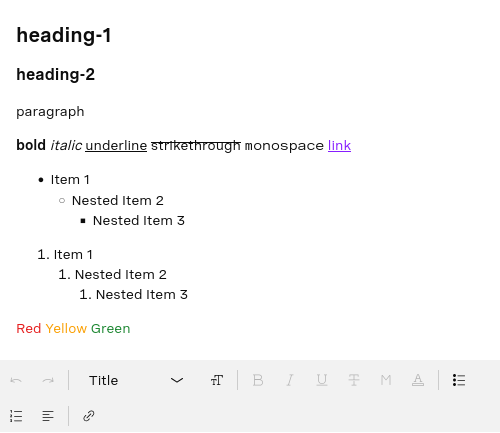 heading-1
heading-2
paragraph
bold italic underline strikethrough monospace link
• Item 1
○ Nested Item 2
▪ Nested Item 3
1. Item 1
1. Nested Item 2
1. Nested Item 3
Red Yellow Green
Title TT B I U T M A